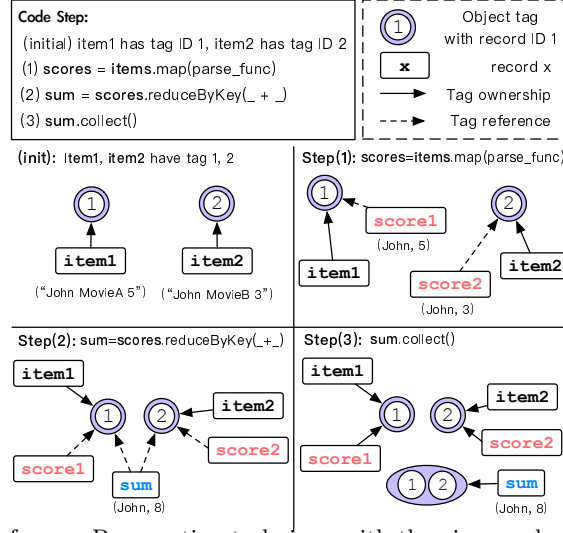 Code Step:
(initial) item1 has tag ID 1, item2 has tag ID 2
(1) scores = items.map(parse_func)
(2) sum = scores.reduceByKey(_ + _)
(3) sum.collect()
1
Object tag
with record ID 1
x
record x
Tag ownership
Tag reference
(init): Item1, item2 have tag 1, 2
1
2
item1
item2
("John MovieA 5")
("John MovieB 3")
Step(1): scores=items.map(parse_func)
1
2
score1
(John, 5)
item1
item2
score2
(John, 3)
Step(2): sum=scores.reduceByKey(_+_)
item1
1
2
item2
score1
score2
sum
(John, 8)
Step(3): sum.collect()
item1
item2
1
2
score1
score2
1 2
sum
(John, 8)